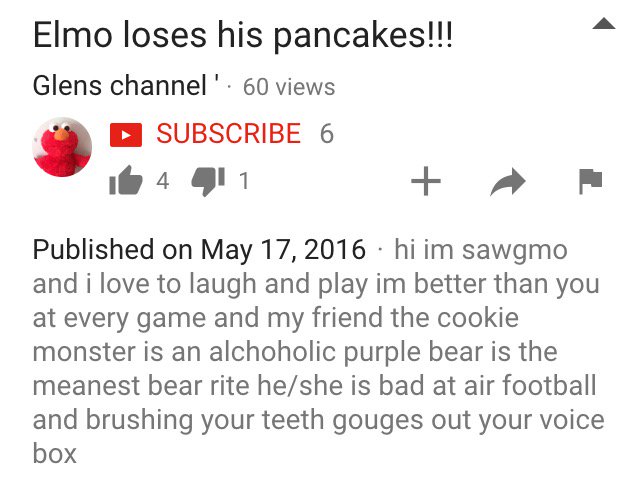 Elmo loses his pancakes!!!
Glens channel ' · 60 views
SUBSCRIBE 6
4 1
Published on May 17, 2016 · hi im sawgmo
and i love to laugh and play im better than you
at every game and my friend the cookie
monster is an alchoholic purple bear is the
meanest bear rite he/she is bad at air football
and brushing your teeth gouges out your voice
box